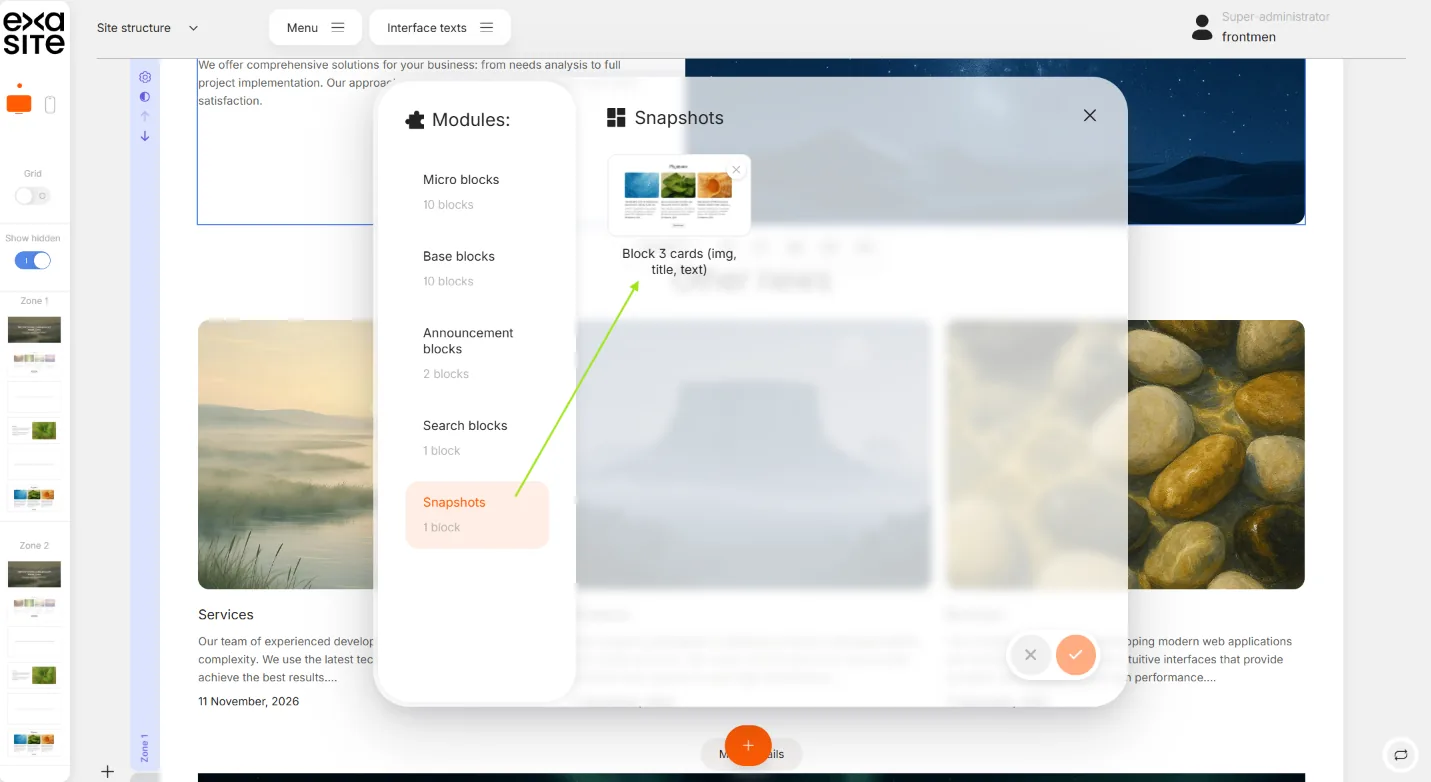 exa
SITE
Site structure
Menu
Interface texts
Super-administrator
frontmen
Grid
Show hidden
1
Zone 1
Zone 2
We offer comprehensive solutions for your business: from needs analysis to full
project implementation. Our approac
satisfaction.
Modules:
Micro blocks
10 blocks
Base blocks
10 blocks
Announcement
blocks
2 blocks
Search blocks
1 block
Snapshots
1 block
Snapshots
Block 3 cards (img,
title, text)
Other news
Services
Our team of experienced develop
complexity. We use the latest tec
achieve the best results....
11 November, 2026
oping modern web applications
tuitive interfaces that provide
n performance....
Zone 1
ails